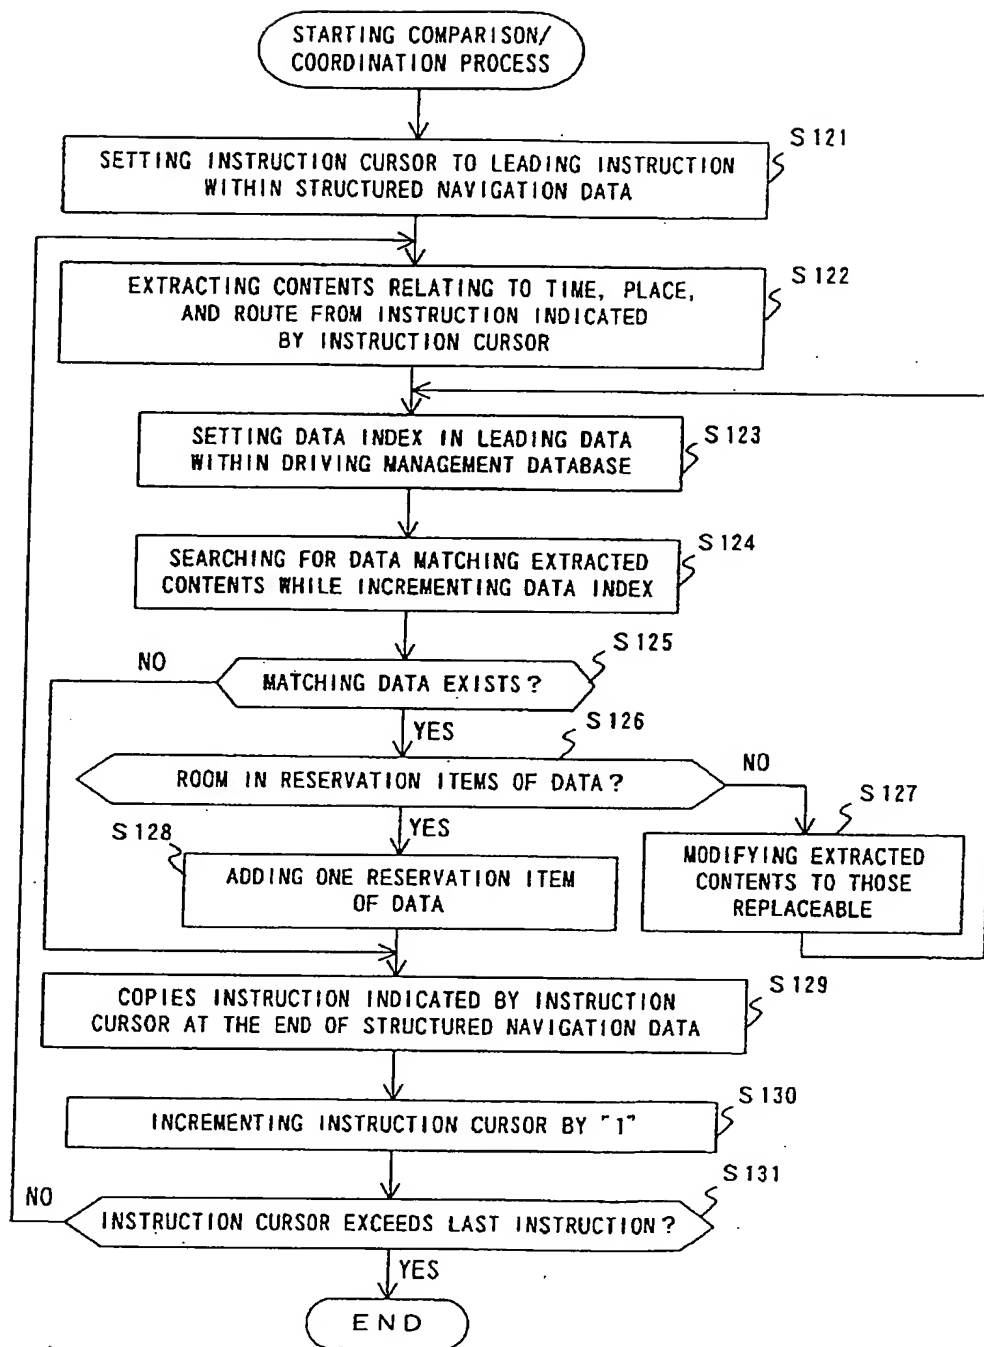 STARTING COMPARISON/
COORDINATION PROCESS
S121
SETTING INSTRUCTION CURSOR TO LEADING INSTRUCTION
WITHIN STRUCTURED NAVIGATION DATA
S122
EXTRACTING CONTENTS RELATING TO TIME, PLACE,
AND ROUTE FROM INSTRUCTION INDICATED
BY INSTRUCTION CURSOR
S123
SETTING DATA INDEX IN LEADING DATA
WITHIN DRIVING MANAGEMENT DATABASE
S124
SEARCHING FOR DATA MATCHING EXTRACTED
CONTENTS WHILE INCREMENTING DATA INDEX
S125
NO
MATCHING DATA EXISTS?
YES
S126
ROOM IN RESERVATION ITEMS OF DATA?
NO
YES
S127
MODIFYING EXTRACTED
CONTENTS TO THOSE
REPLACEABLE
S128
ADDING ONE RESERVATION ITEM
OF DATA
S129
COPIES INSTRUCTION INDICATED BY INSTRUCTION
CURSOR AT THE END OF STRUCTURED NAVIGATION DATA
S130
INCREMENTING INSTRUCTION CURSOR BY "1"
S131
NO
INSTRUCTION CURSOR EXCEEDS LAST INSTRUCTION?
YES
END